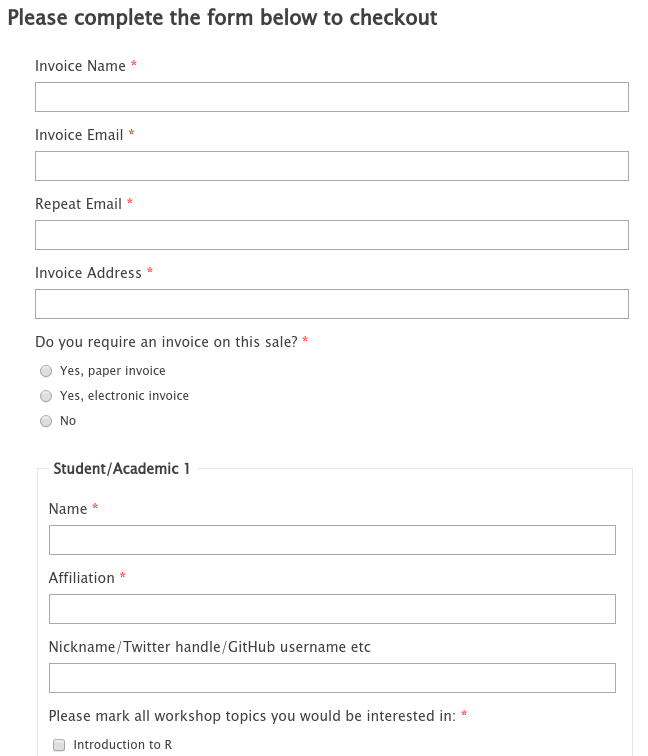 Please complete the form below to checkout
Invoice Name *
Invoice Email *
Repeat Email *
Invoice Address *
Do you require an invoice on this sale? *
Yes, paper invoice
Yes, electronic invoice
No
Student/Academic 1
Name *
Affiliation *
Nickname/Twitter handle/GitHub username etc
Please mark all workshop topics you would be interested in: *
Introduction to R